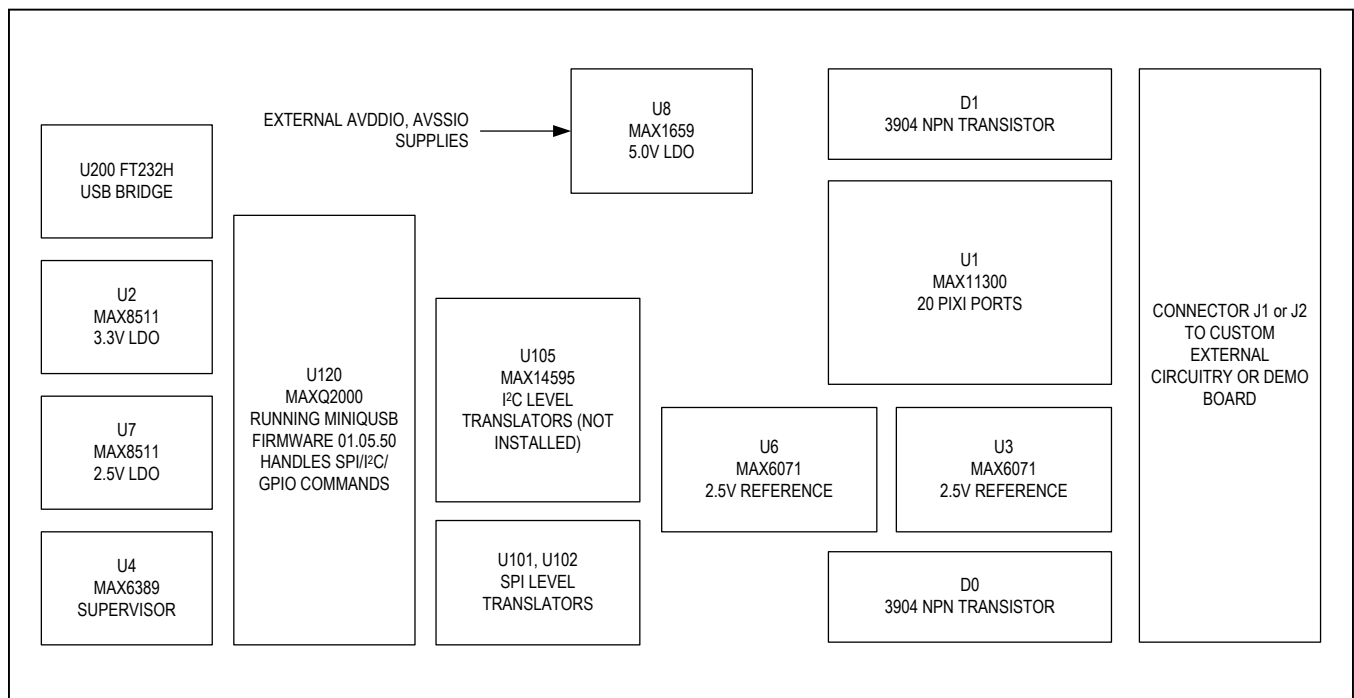 EXTERNAL AVDDIO, AVSSIO
SUPPLIES
U8
MAX1659
5.0V LDO
D1
3904 NPN TRANSISTOR
U200 FT232H
USB BRIDGE
U2
MAX8511
3.3V LDO
U7
MAX8511
2.5V LDO
U4
MAX6389
SUPERVISOR
U120
MAXQ2000
RUNNING MINIQUSB
FIRMWARE 01.05.50
HANDLES SPI/I²C/
GPIO COMMANDS
U105
MAX14595
I²C LEVEL
TRANSLATORS (NOT
INSTALLED)
U101, U102
SPI LEVEL
TRANSLATORS
U1
MAX11300
20 PIXI PORTS
U6
MAX6071
2.5V REFERENCE
U3
MAX6071
2.5V REFERENCE
D0
3904 NPN TRANSISTOR
CONNECTOR J1 or J2
TO CUSTOM
EXTERNAL
CIRCUITRY OR DEMO
BOARD